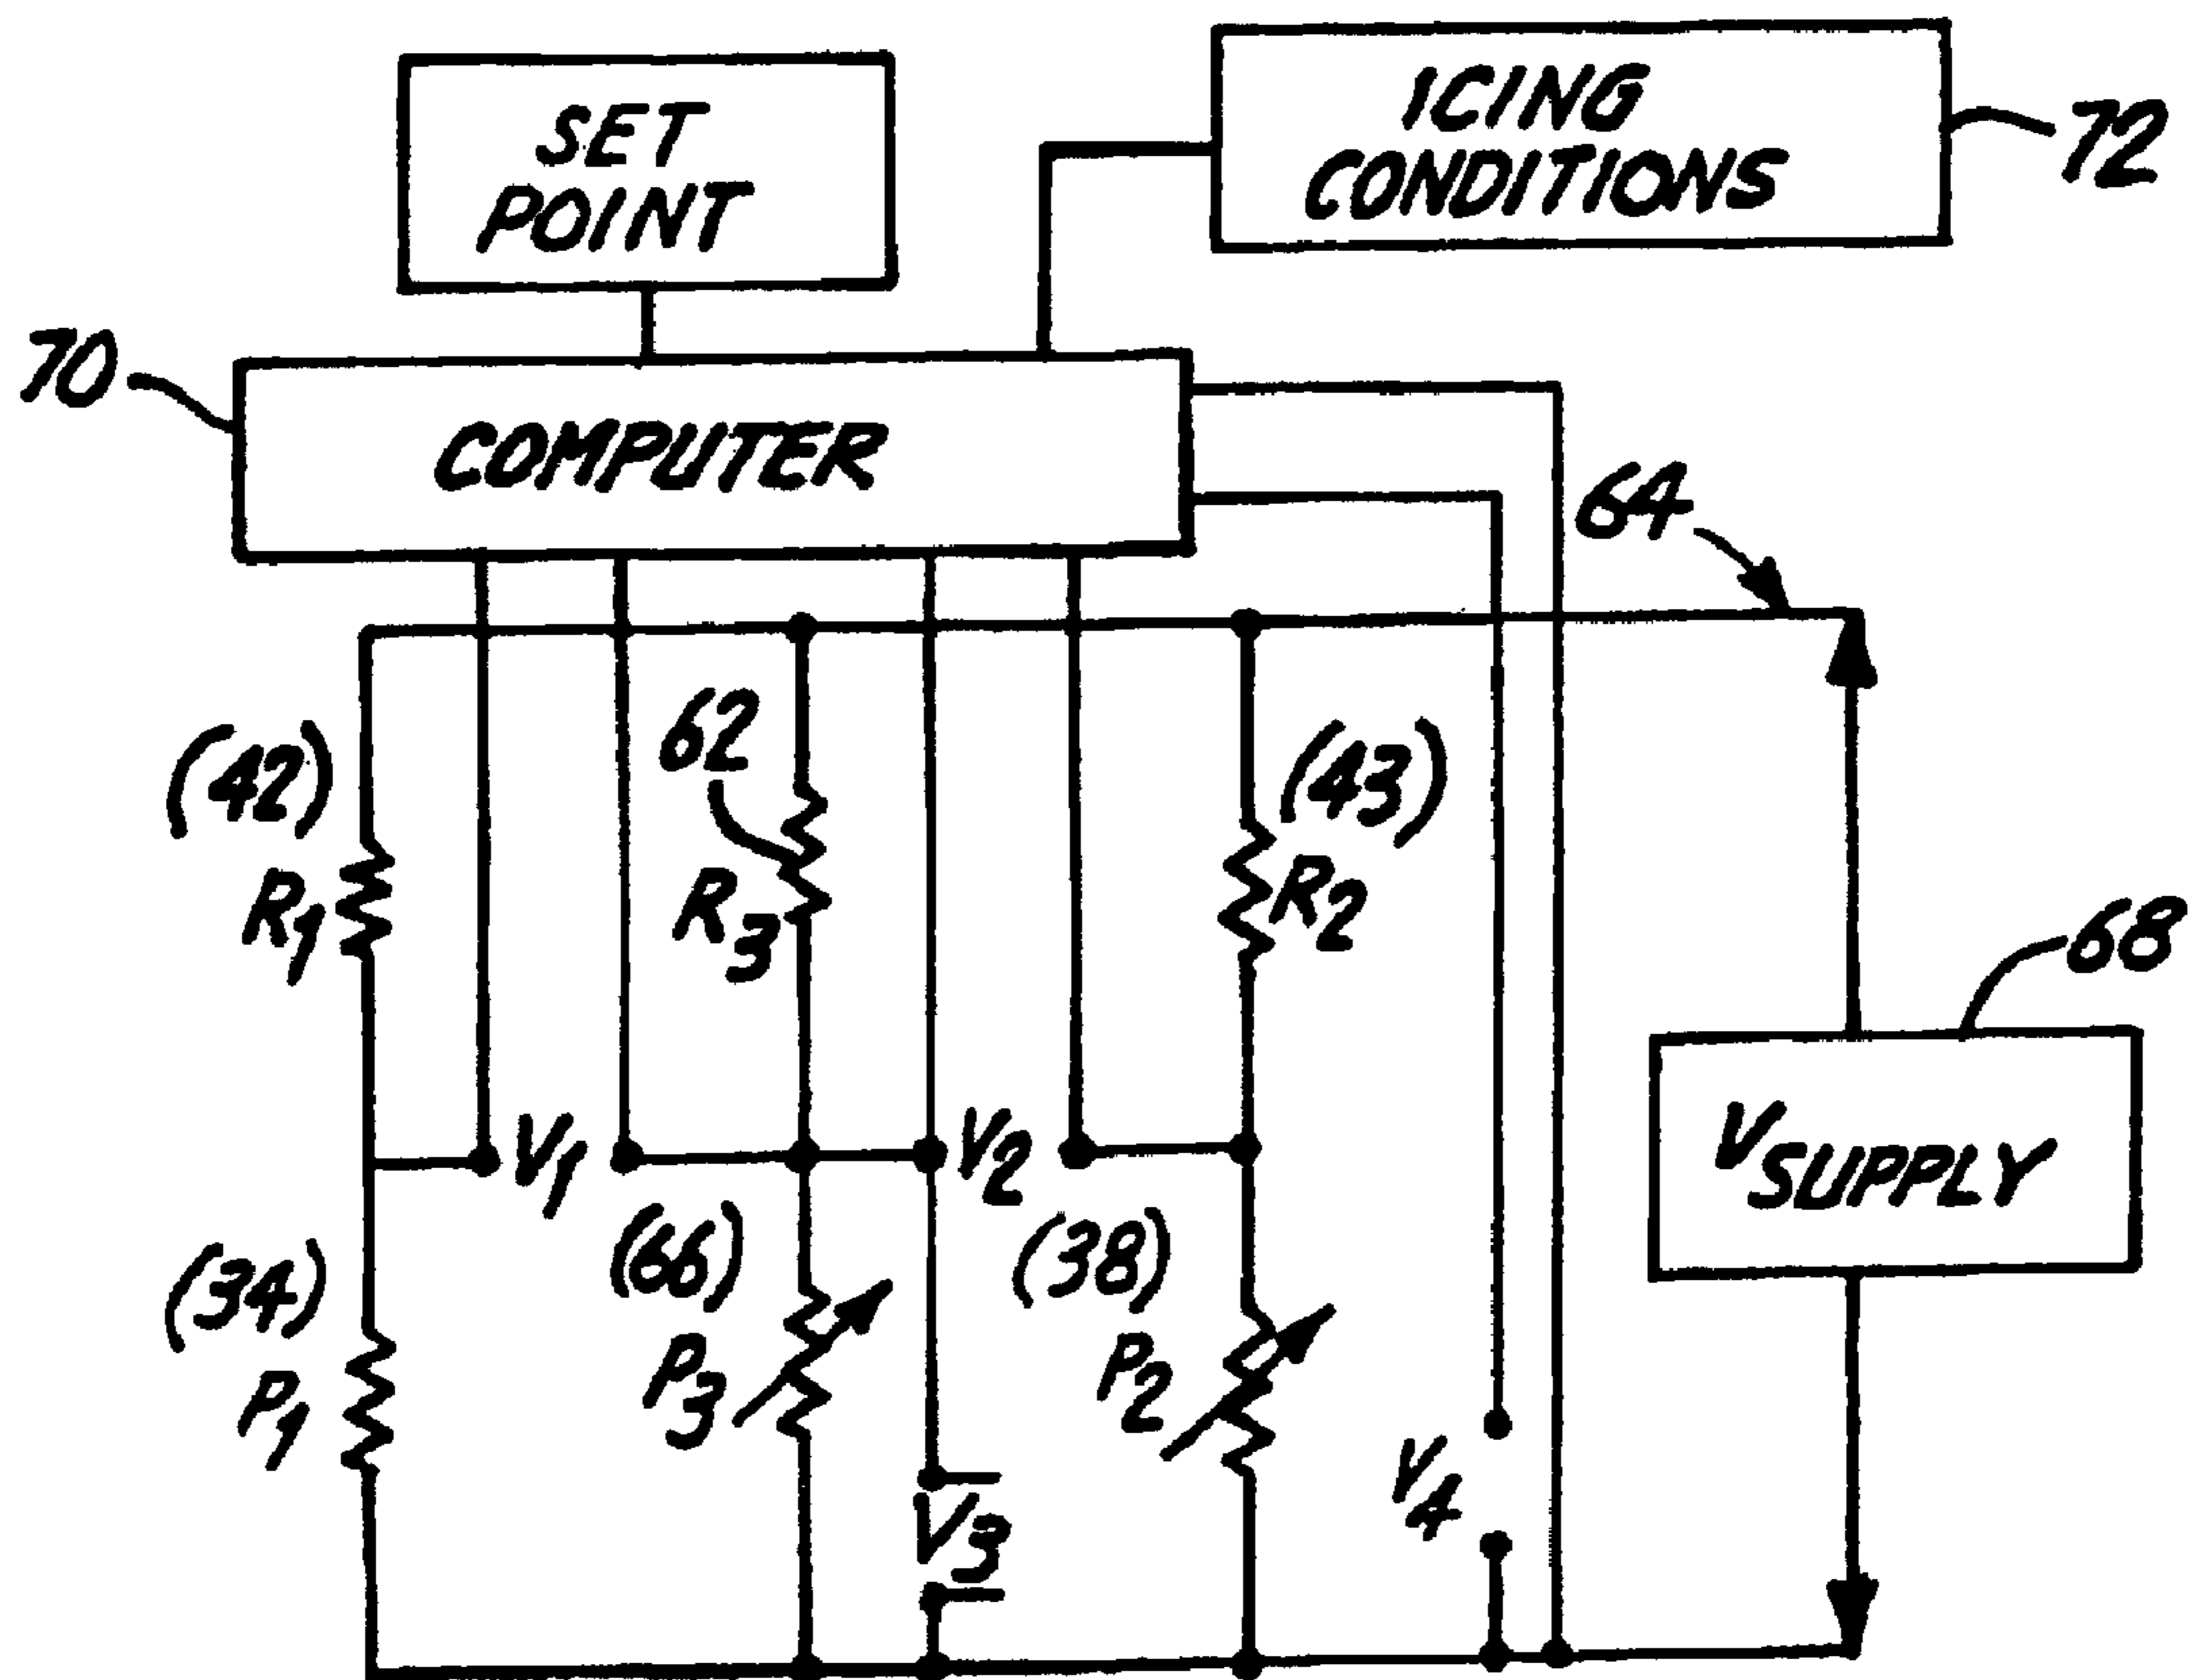 SET
POINT
ICING
CONDITIONS
72
70
COMPUTER
64
(42)
R1
62
R3
(43)
R2
68
V1
V2
VSUPPLY
(34)
P1
(66)
P3
(38)
P2
V3
V4